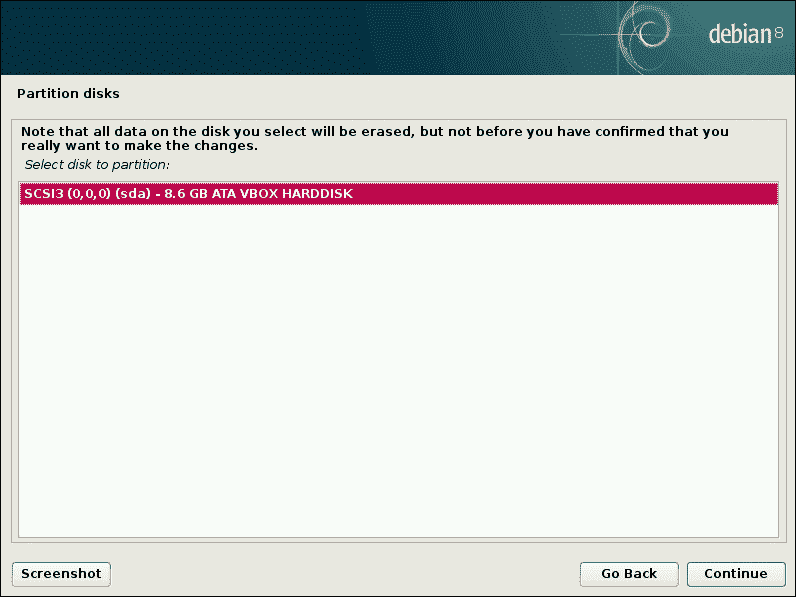 debian 8
Partition disks
Note that all data on the disk you select will be erased, but not before you have confirmed that you
really want to make the changes.
Select disk to partition:
SCSI3 (0,0,0) (sda) - 8.6 GB ATA VBOX HARDDISK
Screenshot
Go Back
Continue